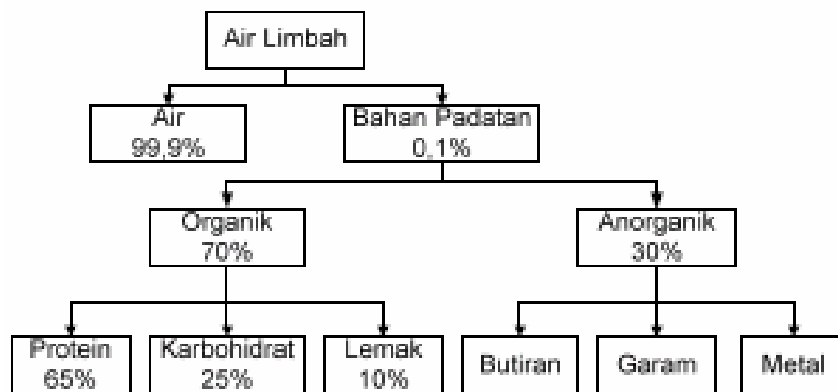 Air Limbah
Air
99,9%
Bahan Padatan
0,1%
Organik
70%
Anorganik
30%
Protein
65%
Karbohidrat
25%
Lemak
10%
Butiran
Garam
Metal